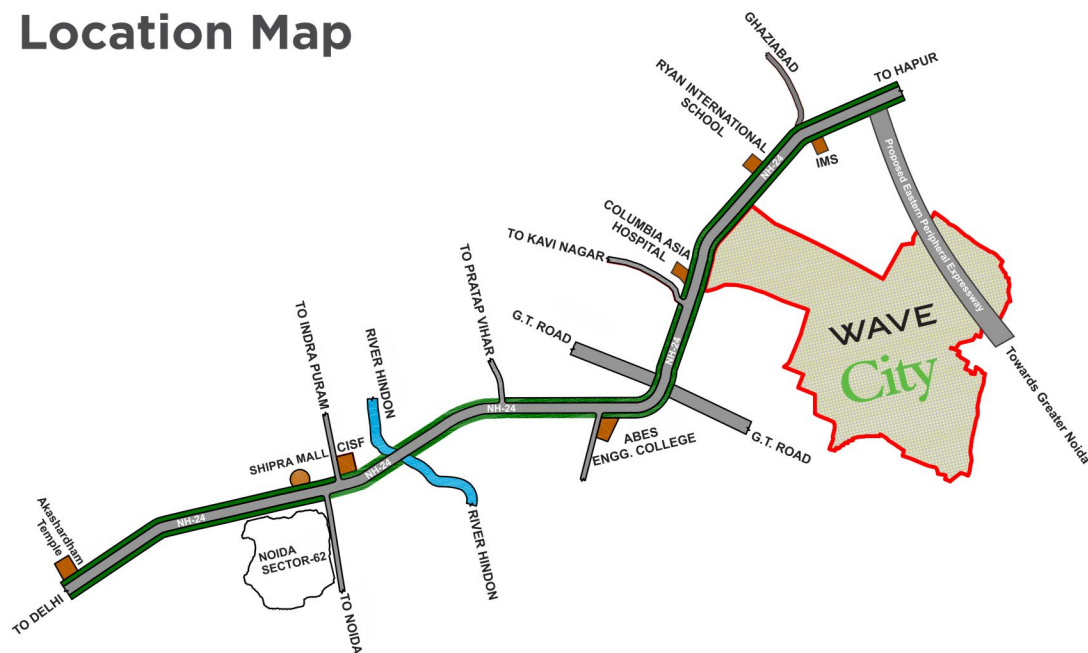 Location Map
GHAZIABAD
TO HAPUR
RYAN INTERNATIONAL
SCHOOL
IMS
NH-24
Proposed Eastern Peripheral Expressway
COLUMBIA ASIA
HOSPITAL
TO KAVI NAGAR
TO PRATAP VIHAR
G.T. ROAD
NH-24
WAVE
City
Towards Greater Noida
TO INDRA PURAM
RIVER HINDON
NH-24
ABES
ENGG. COLLEGE
G.T. ROAD
SHIPRA MALL
CISF
NH-24
Akashardham
Temple
NH-24
NOIDA
SECTOR-62
RIVER HINDON
TO DELHI
TO NOIDA